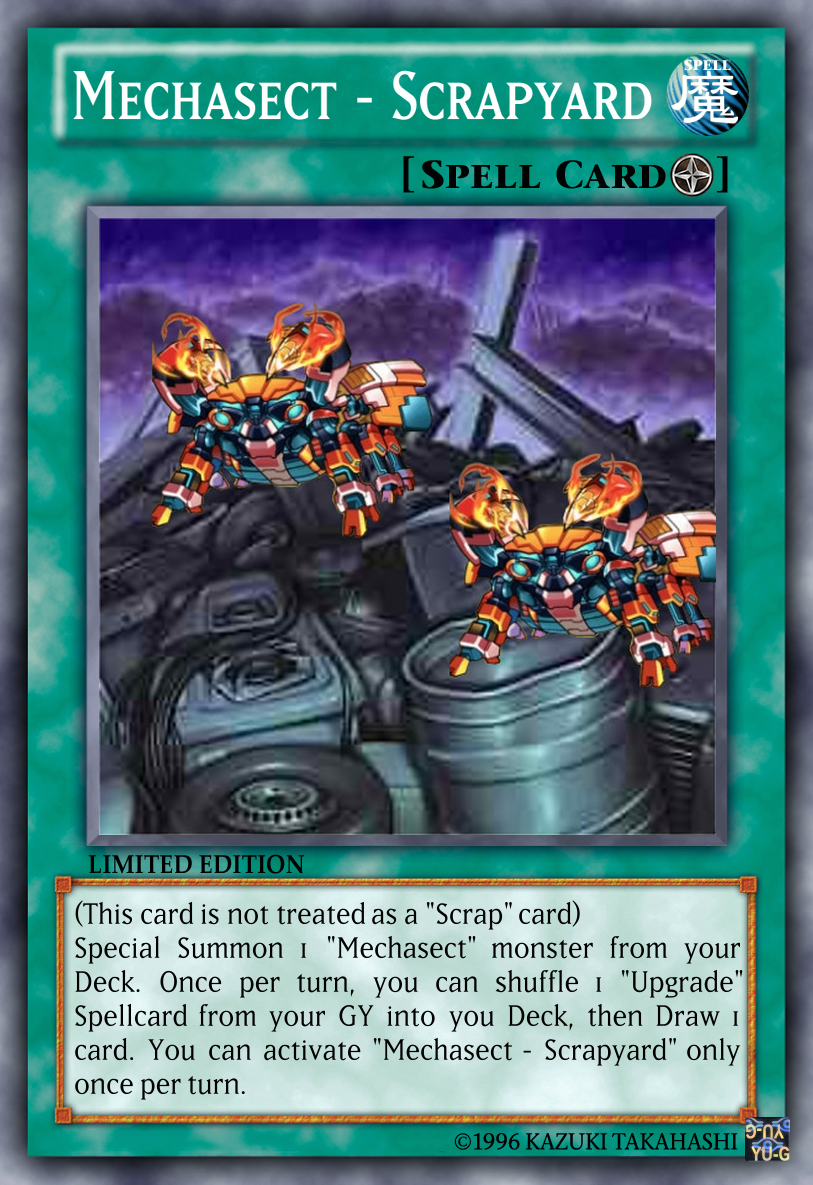 Mechasect - Scrapyard
SPELL
魔
[Spell Card]
LIMITED EDITION
(This card is not treated as a "Scrap" card)
Special Summon 1 "Mechasect" monster from your
Deck. Once per turn, you can shuffle 1 "Upgrade"
Spellcard from your GY into you Deck, then Draw 1
card. You can activate "Mechasect - Scrapyard" only
once per turn.
©1996 KAZUKI TAKAHASHI
YU-G
YU-G